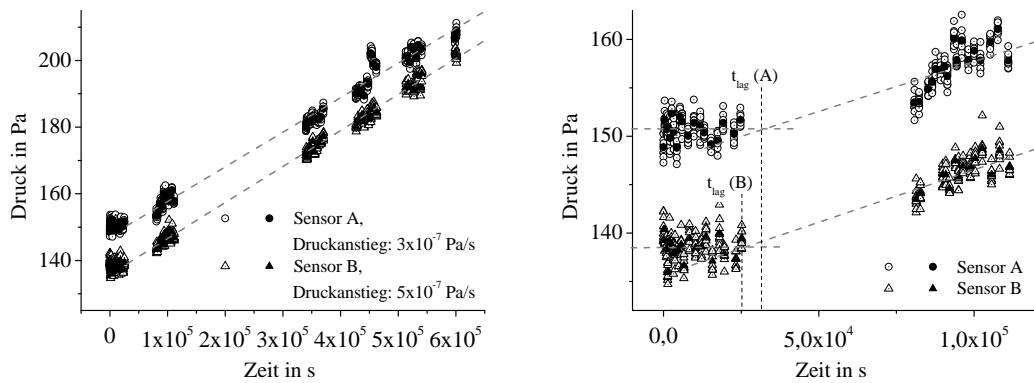 200
180
160
140
Druck in Pa
Sensor A,
Druckanstieg: 3x10⁻⁷ Pa/s
Sensor B,
Druckanstieg: 5x10⁻⁷ Pa/s
0 1x10⁵ 2x10⁵ 3x10⁵ 4x10⁵ 5x10⁵ 6x10⁵
Zeit in s
160
150
140
Druck in Pa
t_lag (A)
t_lag (B)
Sensor A
Sensor B
0,0 5,0x10⁴ 1,0x10⁵
Zeit in s